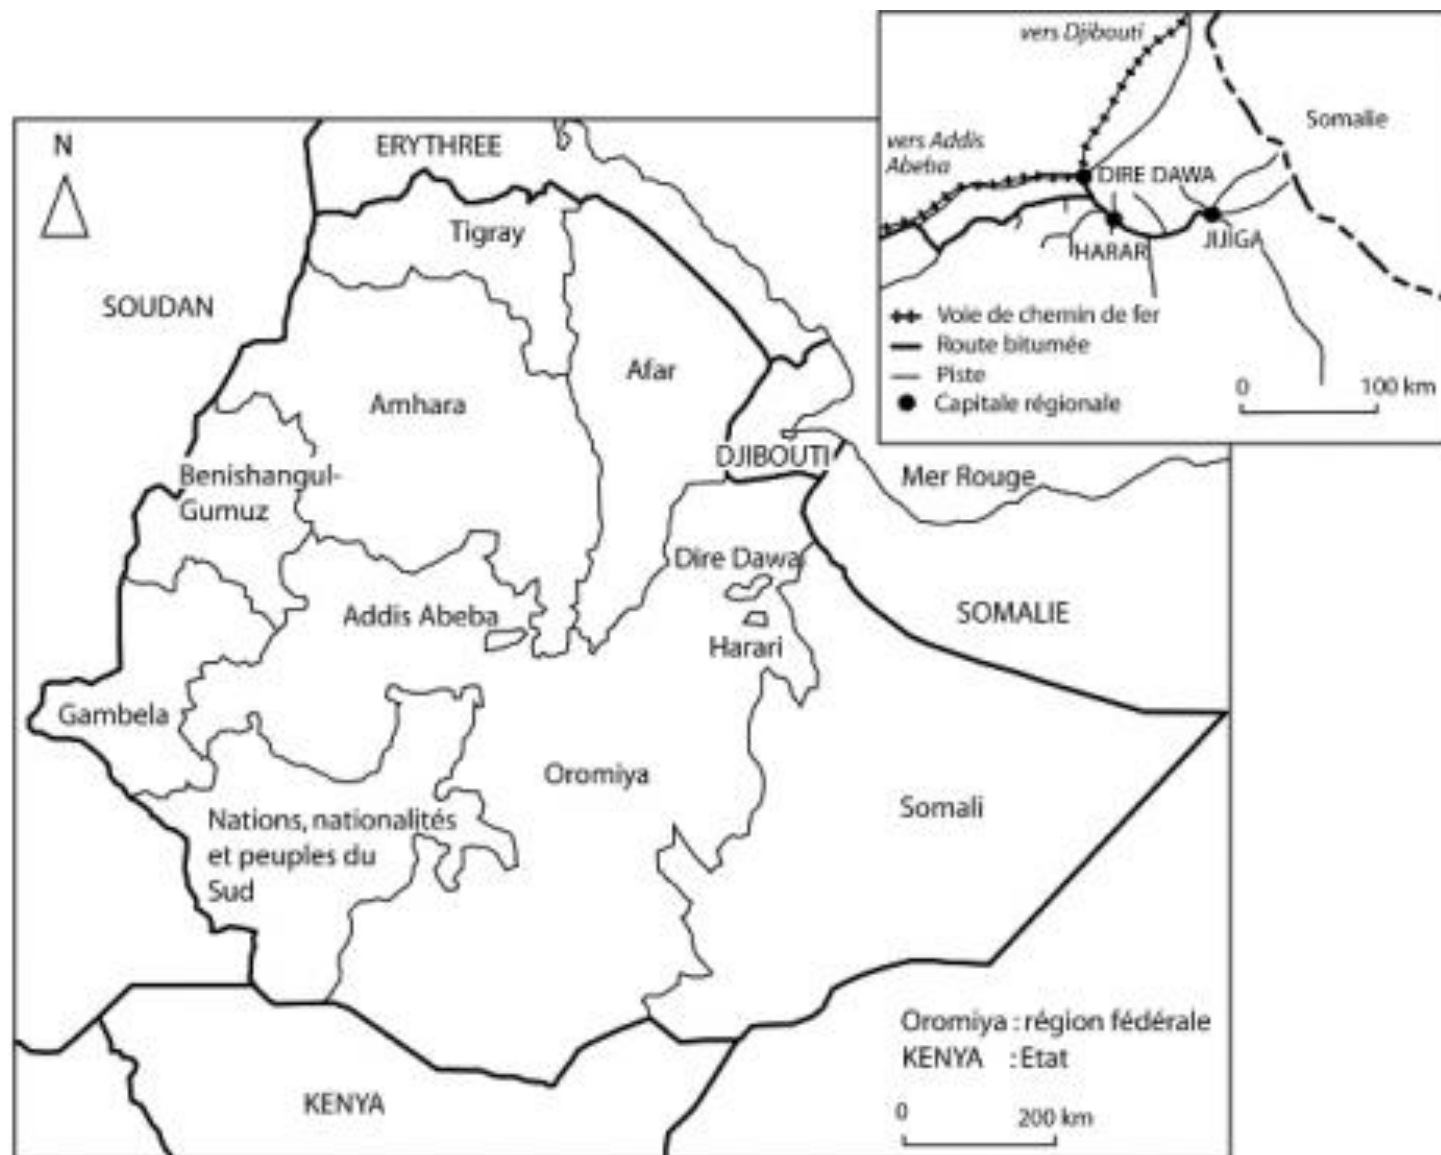 vers Djibouti
Somalie
vers Addis
Abeba
DIRE DAWA
HARAR
JIJIGA
Voie de chemin de fer
Route bitumée
Piste
Capitale régionale
0 100 km
N
ERYTHREE
Tigray
SOUDAN
Afar
Amhara
DJIBOUTI
Mer Rouge
Benishangul-
Gumuz
Dire Dawa
Addis Abeba
SOMALIE
Harari
Gambela
Oromiya
Somali
Nations, nationalités
et peuples du
Sud
Oromiya : région fédérale
KENYA : Etat
KENYA
0 200 km